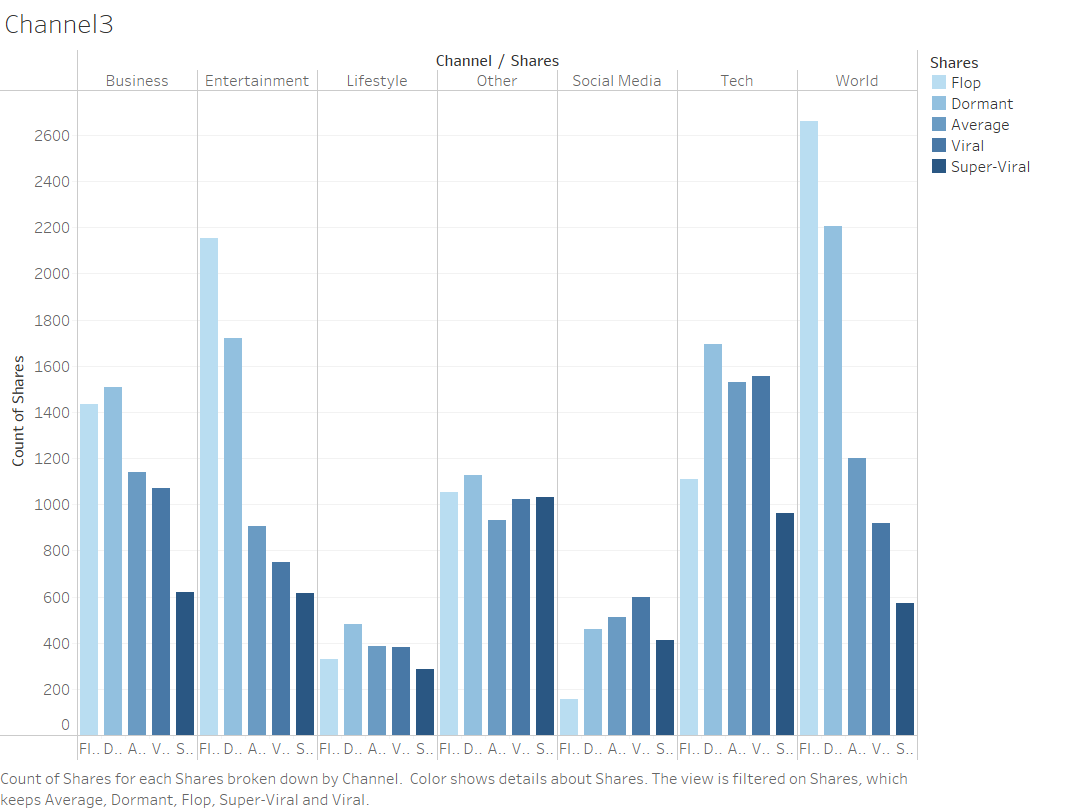 Channel3
Channel / Shares
Business Entertainment Lifestyle Other Social Media Tech World
Shares
Flop
Dormant
Average
Viral
Super-Viral
Count of Shares
2600
2400
2200
2000
1800
1600
1400
1200
1000
800
600
400
200
0
Fl.. D.. A.. V.. S.. Fl.. D.. A.. V.. S.. Fl.. D.. A.. V.. S.. Fl.. D.. A.. V.. S.. Fl.. D.. A.. V.. S.. Fl.. D.. A.. V.. S.. Fl.. D.. A.. V.. S..
Count of Shares for each Shares broken down by Channel.  Color shows details about Shares. The view is filtered on Shares, which
keeps Average, Dormant, Flop, Super-Viral and Viral.